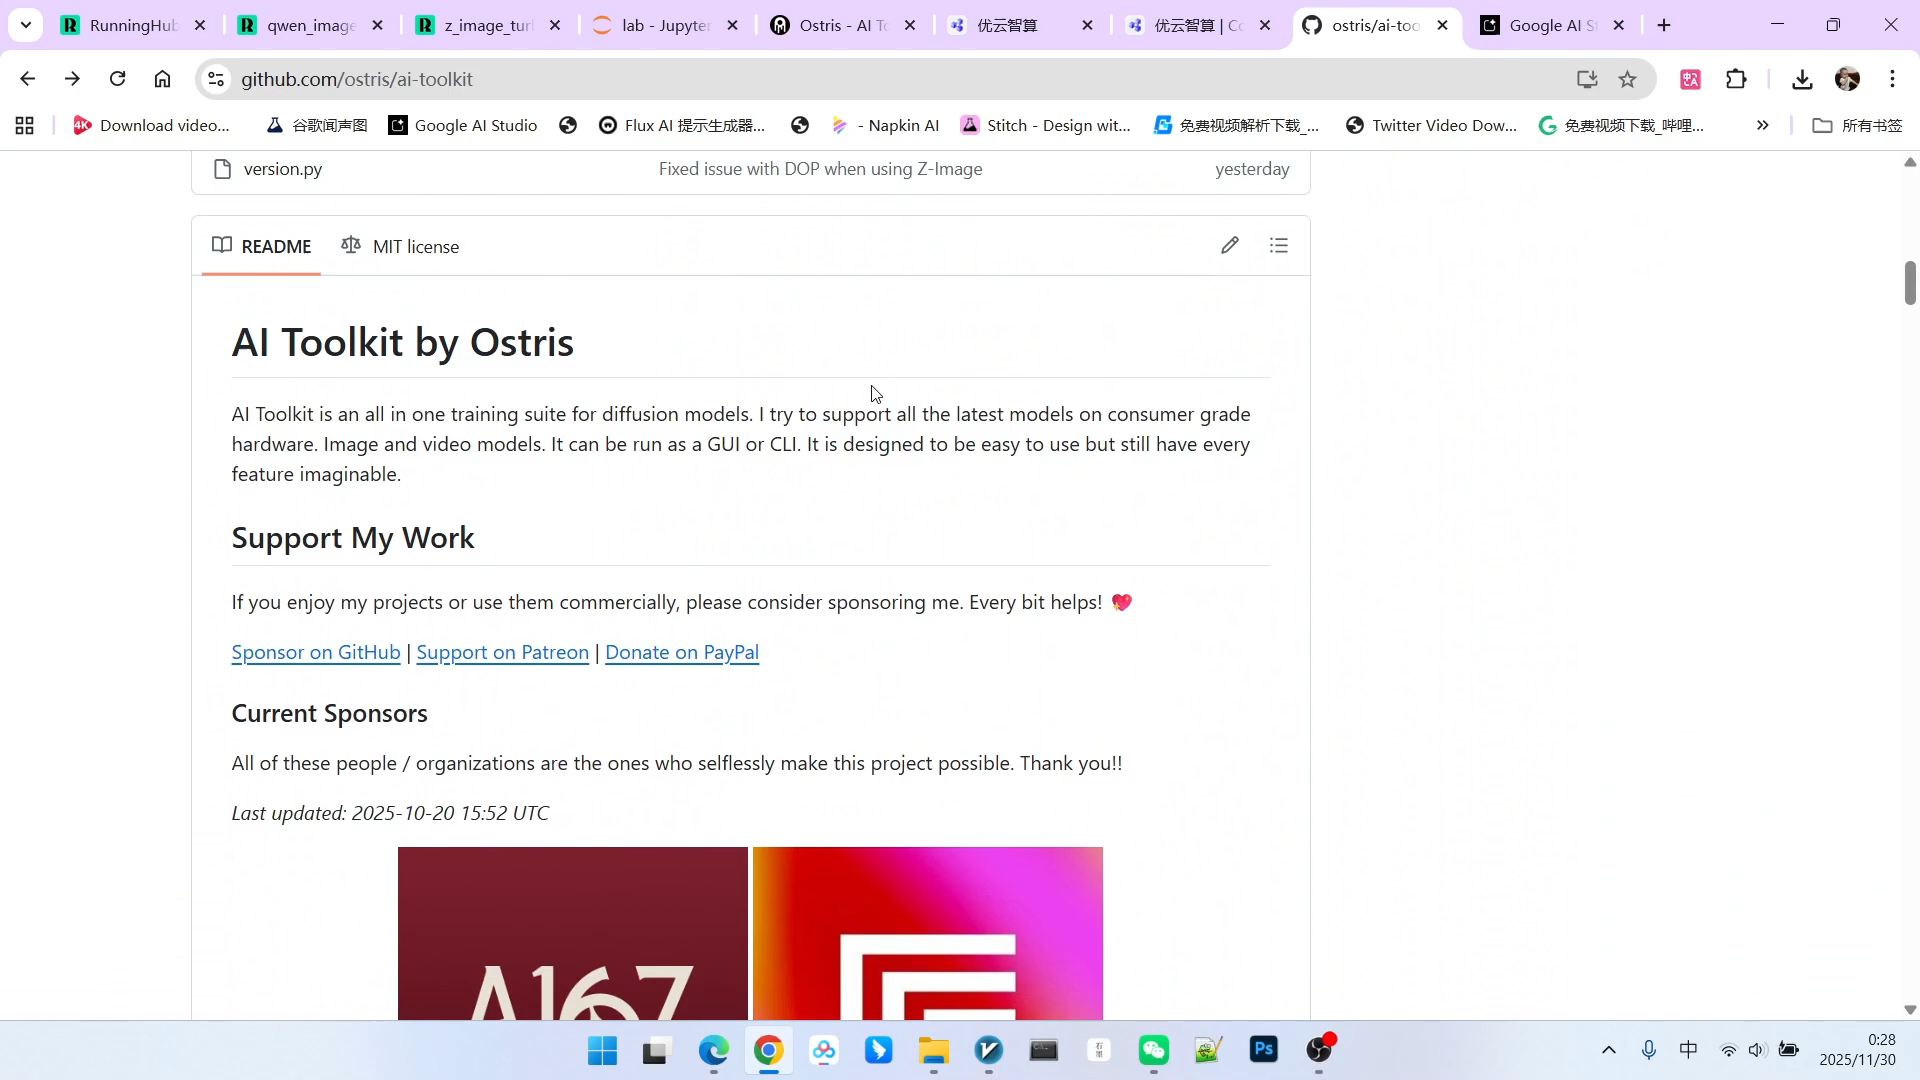 RunningHub
qwen_image
z_image_turl
lab - Jupyter
Ostris - AI To
优云智算
优云智算 | Co
ostris/ai-tool
Google AI St
github.com/ostris/ai-toolkit
Download video...
谷歌闻声图
Google AI Studio
Flux AI 提示生成器...
- Napkin AI
Stitch - Design wit...
免费视频解析下载_...
Twitter Video Dow...
免费视频下载_哔哩...
所有书签
version.py
Fixed issue with DOP when using Z-Image
yesterday
README
MIT license
AI Toolkit by Ostris
AI Toolkit is an all in one training suite for diffusion models. I try to support all the latest models on consumer grade
hardware. Image and video models. It can be run as a GUI or CLI. It is designed to be easy to use but still have every
feature imaginable.
Support My Work
If you enjoy my projects or use them commercially, please consider sponsoring me. Every bit helps! 💖
Sponsor on GitHub | Support on Patreon | Donate on PayPal
Current Sponsors
All of these people / organizations are the ones who selflessly make this project possible. Thank you!!
Last updated: 2025-10-20 15:52 UTC
A167
Ps
中
0:28
2025/11/30